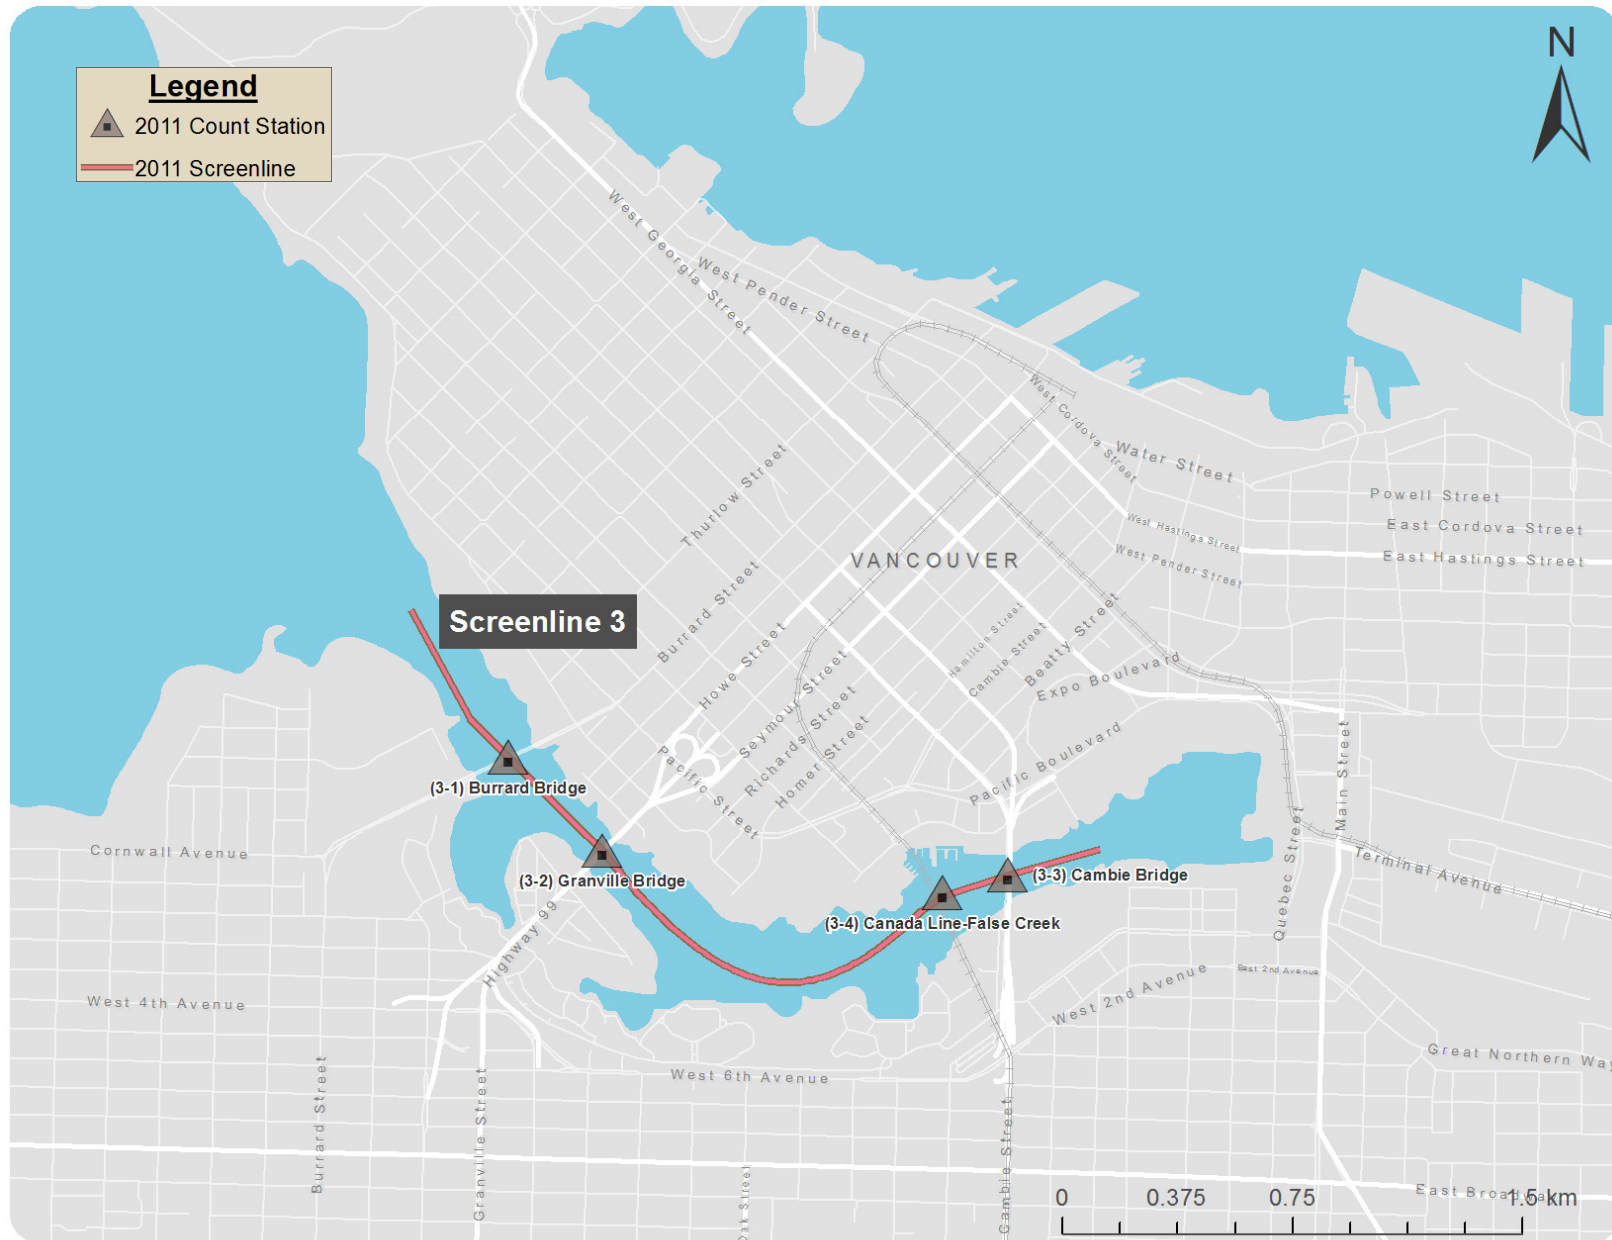 N
Legend
2011 Count Station
2011 Screenline
West Georgia Street
West Pender Street
West Cordova Street
Water Street
Powell Street
East Cordova Street
West Hastings Street
East Hastings Street
West Pender Street
Thurlow Street
VANCOUVER
Burrard Street
Screenline 3
Howe Street
Hamilton Street
Cambie Street
Beatty Street
Expo Boulevard
Seymour Street
Richards Street
Homer Street
Pacific Street
Pacific Boulevard
Main Street
(3-1) Burrard Bridge
Cornwall Avenue
(3-2) Granville Bridge
(3-3) Cambie Bridge
Quebec Street
Terminal Avenue
(3-4) Canada Line-False Creek
Highway 99
West 4th Avenue
West 2nd Avenue
East 2nd Avenue
Great Northern Way
West 6th Avenue
Burrard Street
Granville Street
Oak Street
Cambie Street
East Broadwa
0 0.375 0.75 1.5 km